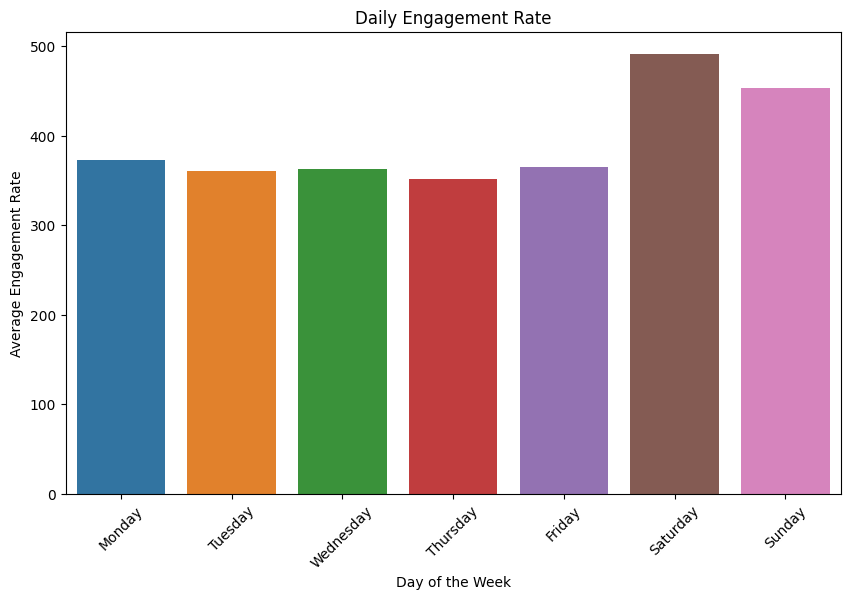 Daily Engagement Rate
500
400
300
200
100
0
Average Engagement Rate
Monday
Tuesday
Wednesday
Thursday
Friday
Saturday
Sunday
Day of the Week